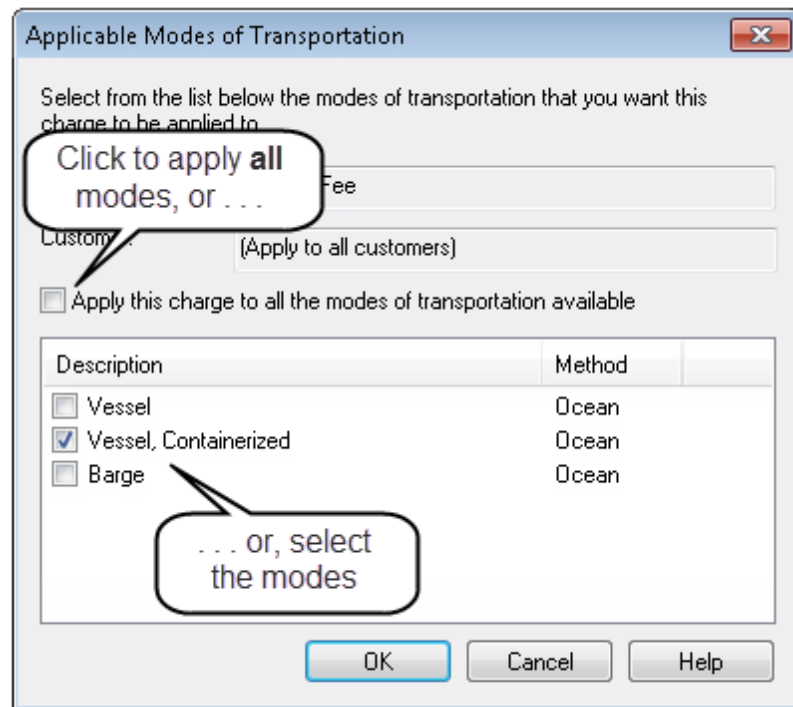 Applicable Modes of Transportation
Select from the list below the modes of transportation that you want this
charge to be applied to
Click to apply all
modes, or . . .
Fee
(Apply to all customers)
Apply this charge to all the modes of transportation available
Description Method
Vessel Ocean
Vessel, Containerized Ocean
Barge Ocean
. . . or, select
the modes
OK Cancel Help